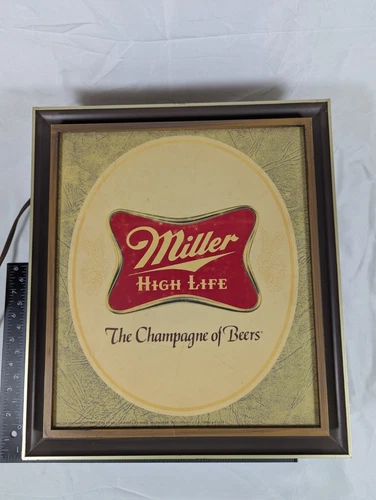 Miller
HIGH LIFE
The Champagne of Beers